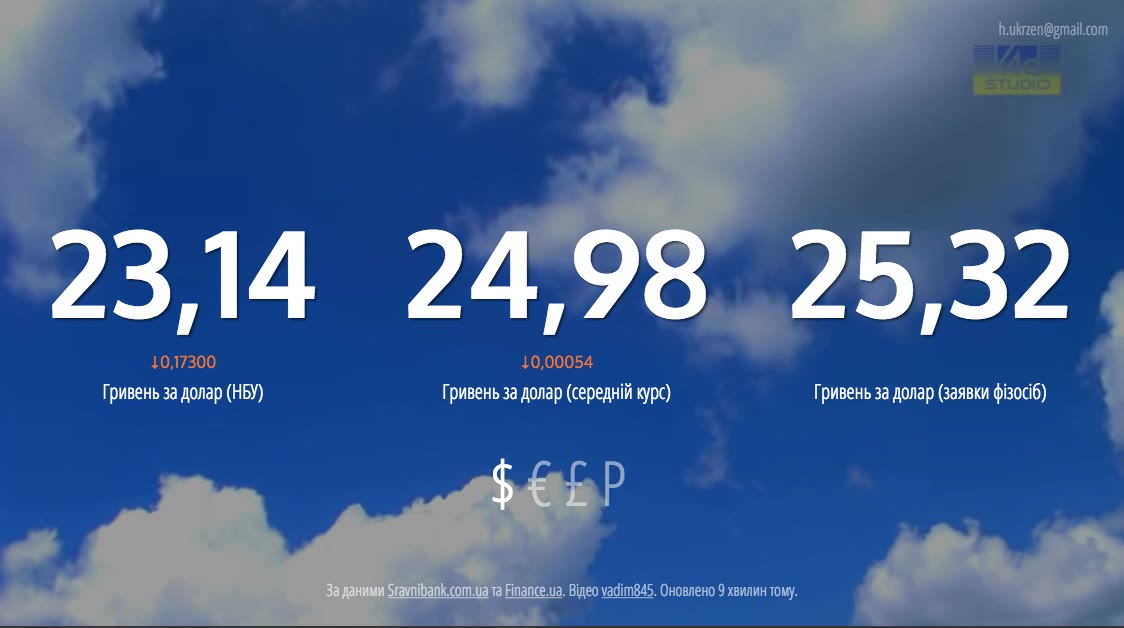 h.ukrzen@gmail.com
VAD
STUDIO
23,14
24,98
25,32
↓0,17300
↓0,00054
Гривень за долар (НБУ)
Гривень за долар (середній курс)
Гривень за долар (заявки фізосіб)
$ € £ Р
За даними Sravnibank.com.ua та Finance.ua. Відео vadim845. Оновлено 9 хвилин тому.